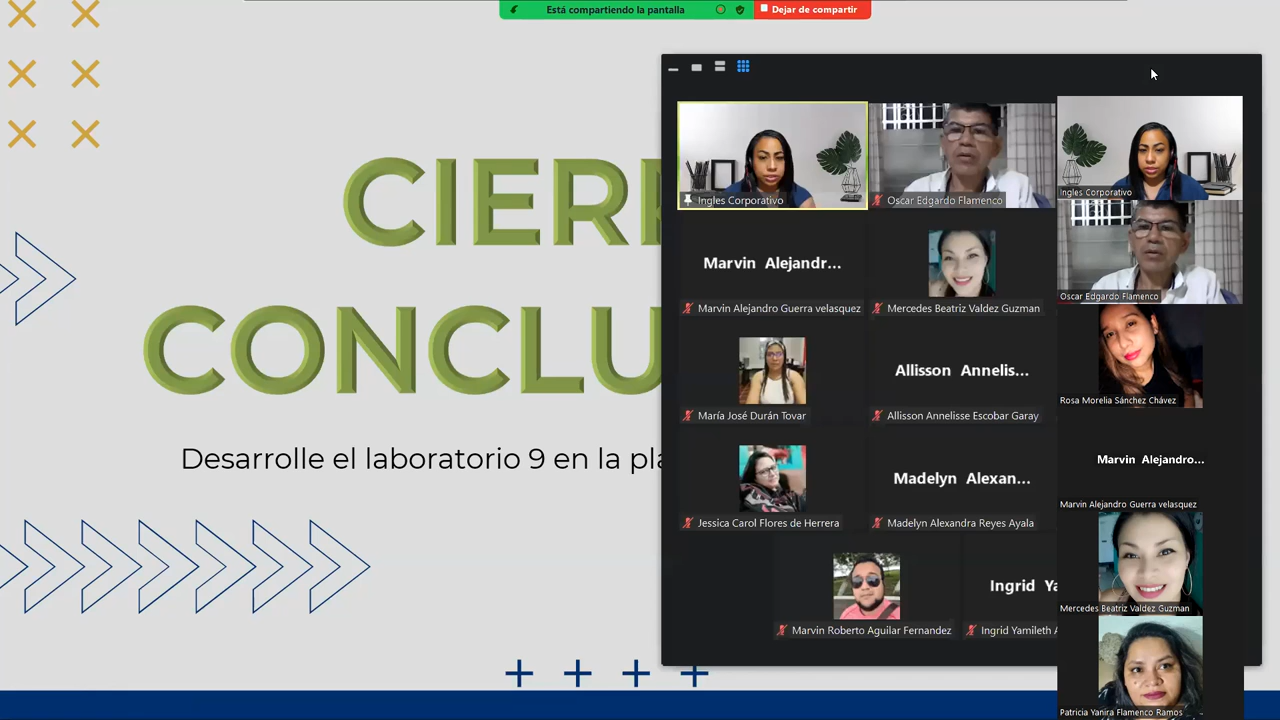 Está compartiendo la pantalla
Dejar de compartir
CIERR
CONCLU
Desarrolle el laboratorio 9 en la pla
Ingles Corporativo
Oscar Edgardo Flamenco
Marvin Alejandr...
Marvin Alejandro Guerra velasquez
Mercedes Beatriz Valdez Guzman
María José Durán Tovar
Allisson Annelis...
Allisson Annelisse Escobar Garay
Jessica Carol Flores de Herrera
Madelyn Alexan...
Madelyn Alexandra Reyes Ayala
Marvin Roberto Aguilar Fernandez
Ingrid Ya
Ingrid Yamileth A
Ingles Corporativo
Oscar Edgardo Flamenco
Rosa Morelia Sánchez Chávez
Marvin Alejandro...
Marvin Alejandro Guerra velasquez
Mercedes Beatriz Valdez Guzman
Patricia Yanira Flamenco Ramos